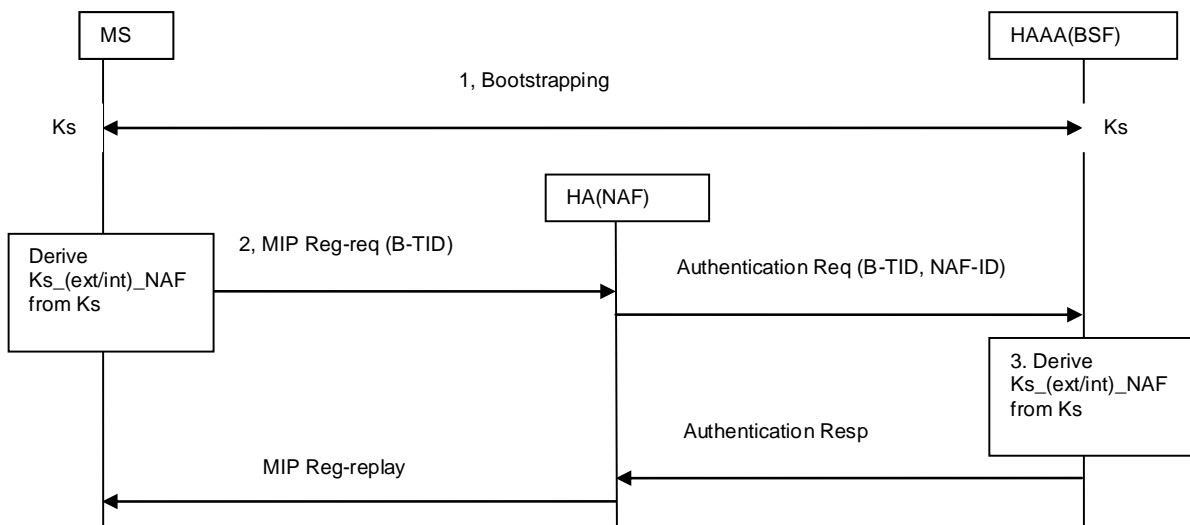 MS
HAAA(BSF)
1, Bootstrapping
Ks
Ks
HA(NAF)
Derive
Ks_(ext/int)_NAF
from Ks
2, MIP Reg-req (B-TID)
Authentication Req (B-TID, NAF-ID)
3. Derive
Ks_(ext/int)_NAF
from Ks
Authentication Resp
MIP Reg-replay